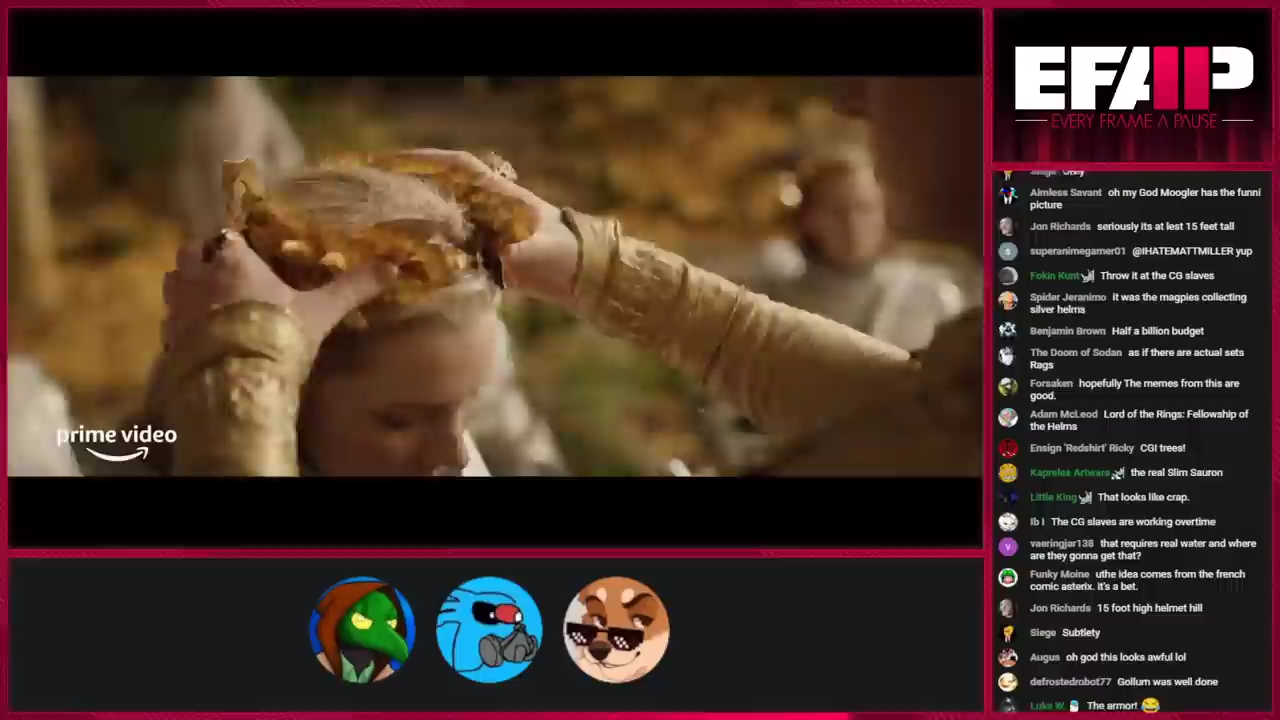 EFAP
EVERY FRAME A PAUSE
prime video
Siege Only
Aimless Savant oh my God Moogler has the funni
picture
Jon Richards seriously its at lest 15 feet tall
superanimegamer01 @IHATEMATTMILLER yup
Fokin Kunt Throw it at the CG slaves
Spider Jeranimo it was the magpies collecting
silver helms
Benjamin Brown Half a billion budget
The Doom of Sodan as if there are actual sets
Rags
Forsaken hopefully The memes from this are
good.
Adam McLeod Lord of the Rings: Fellowship of
the Helms
Ensign 'Redshirt' Ricky CGI trees!
Kapreles Artware the real Slim Sauron
Little King That looks like crap.
Ib I The CG slaves are working overtime
vaeringjar138 that requires real water and where
are they gonna get that?
Funky Moine uthe idea comes from the french
comic asterix. it's a bet.
Jon Richards 15 foot high helmet hill
Siege Subtlety
Augus oh god this looks awful lol
defrostedrobot77 Gollum was well done
Luke W. The armor!